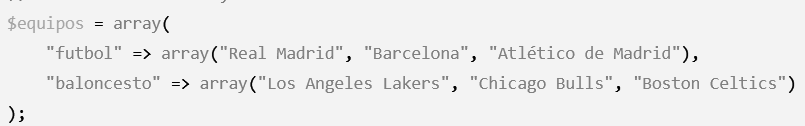 $equipos = array(
"futbol" => array("Real Madrid", "Barcelona", "Atlético de Madrid"),
"baloncesto" => array("Los Angeles Lakers", "Chicago Bulls", "Boston Celtics")
);